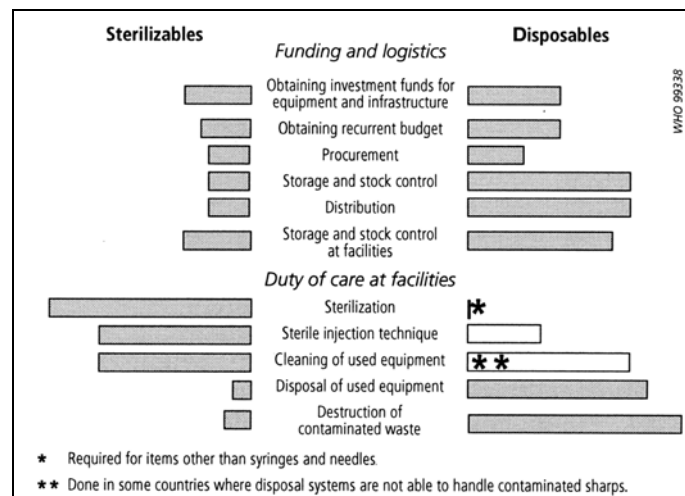 Sterilizables
Disposables
Funding and logistics
Obtaining investment funds for
equipment and infrastructure
Obtaining recurrent budget
Procurement
Storage and stock control
Distribution
Storage and stock control
at facilities
Duty of care at facilities
Sterilization
*
Sterile injection technique
Cleaning of used equipment
* *
Disposal of used equipment
Destruction of
contaminated waste
WHO 99338
* Required for items other than syringes and needles.
* * Done in some countries where disposal systems are not able to handle contaminated sharps.